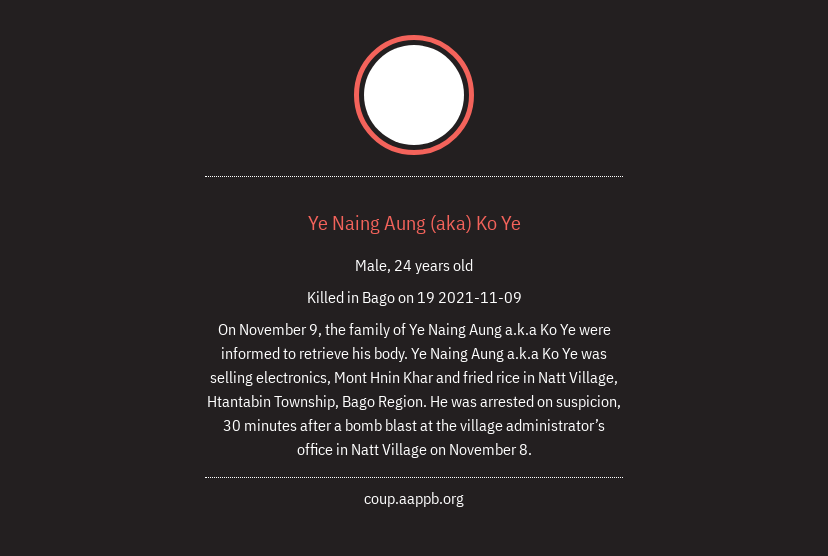 Ye Naing Aung (aka) Ko Ye
Male, 24 years old
Killed in Bago on 19 2021-11-09
On November 9, the family of Ye Naing Aung a.k.a Ko Ye were
informed to retrieve his body. Ye Naing Aung a.k.a Ko Ye was
selling electronics, Mont Hnin Khar and fried rice in Natt Village,
Htantabin Township, Bago Region. He was arrested on suspicion,
30 minutes after a bomb blast at the village administrator’s
office in Natt Village on November 8.
coup.aappb.org